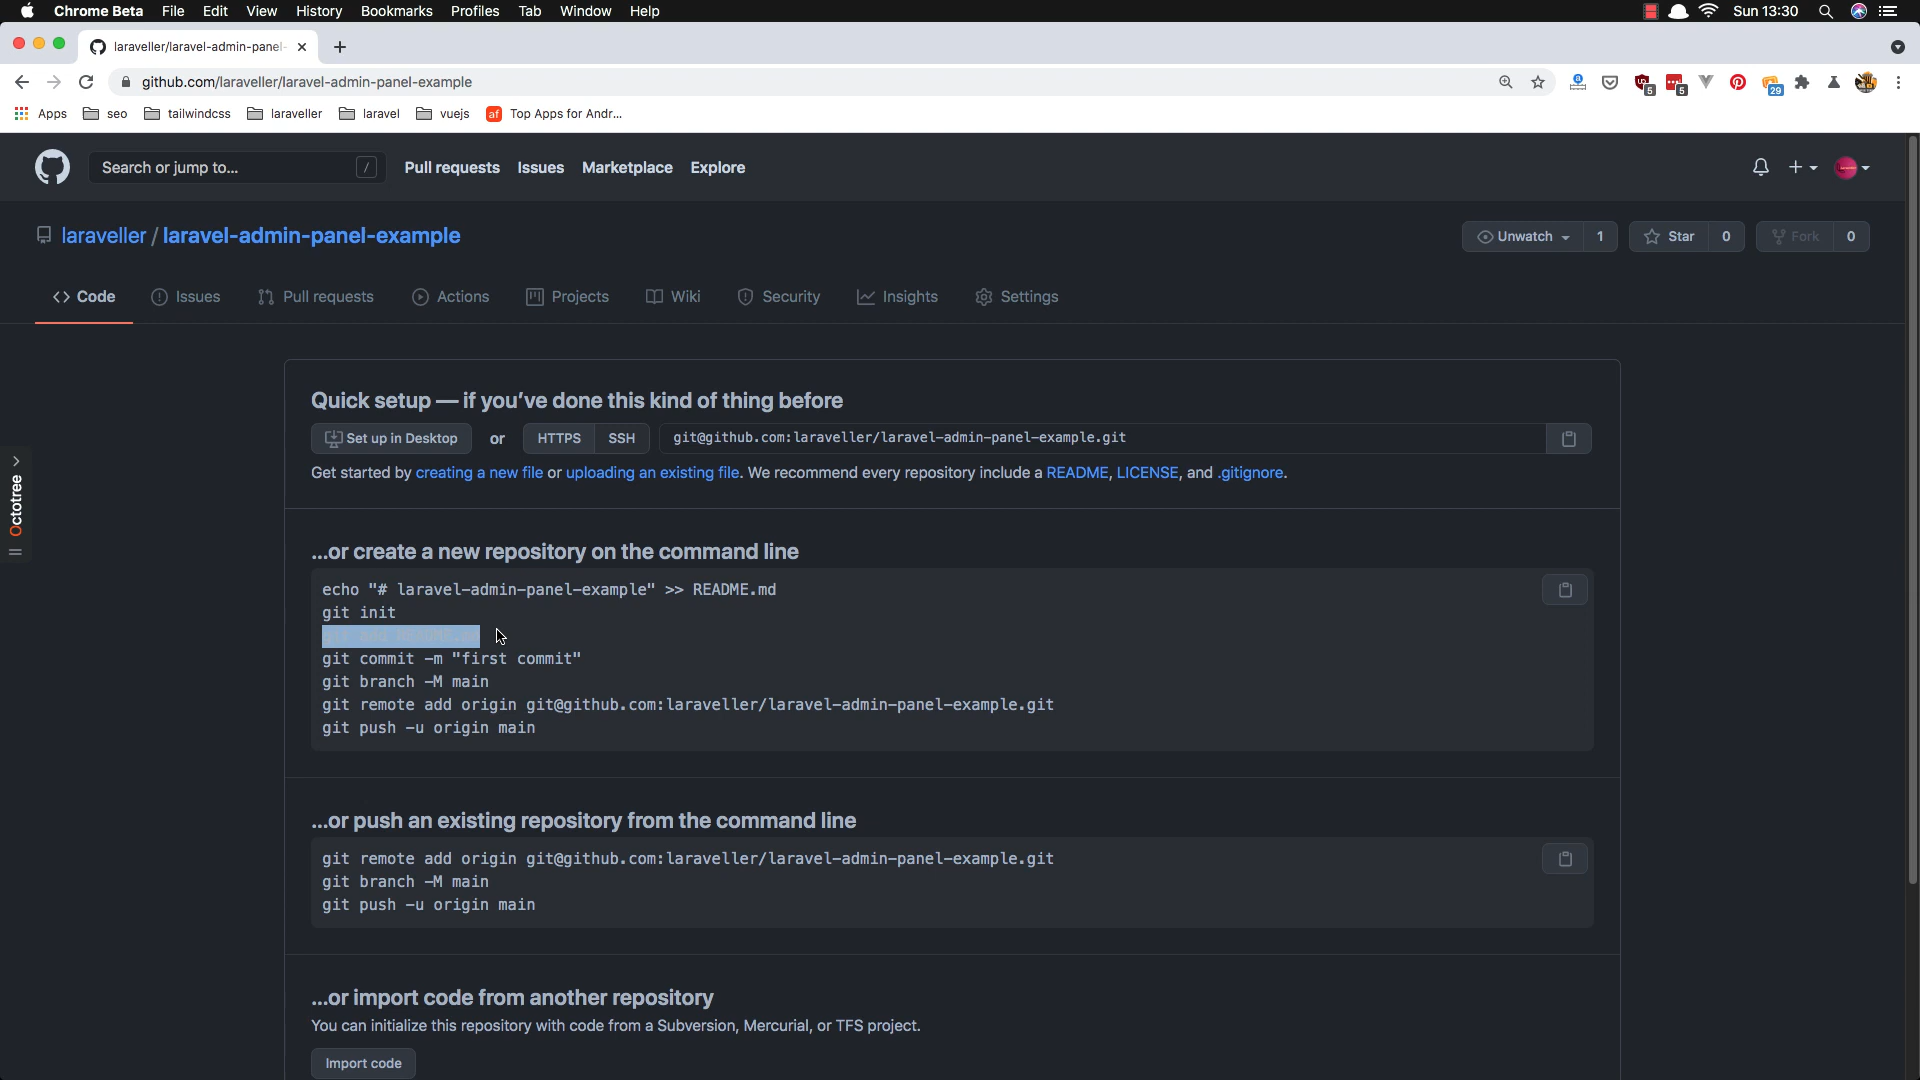 Chrome Beta File Edit View History Bookmarks Profiles Tab Window Help Sun 13:30
laraveller/laravel-admin-panel-
github.com/laraveller/laravel-admin-panel-example 5 5 29
Apps seo tailwindcss laraveller laravel vuejs af Top Apps for Andr...
Search or jump to... / Pull requests Issues Marketplace Explore
laraveller / laravel-admin-panel-example Unwatch 1 Star 0 Fork 0
Code Issues Pull requests Actions Projects Wiki Security Insights Settings
Octotree
Quick setup — if you've done this kind of thing before
Set up in Desktop or HTTPS SSH git@github.com:laraveller/laravel-admin-panel-example.git
Get started by creating a new file or uploading an existing file. We recommend every repository include a README, LICENSE, and .gitignore.
...or create a new repository on the command line
echo "# laravel-admin-panel-example" >> README.md
git init
git add README.md
git commit -m "first commit"
git branch -M main
git remote add origin git@github.com:laraveller/laravel-admin-panel-example.git
git push -u origin main
...or push an existing repository from the command line
git remote add origin git@github.com:laraveller/laravel-admin-panel-example.git
git branch -M main
git push -u origin main
...or import code from another repository
You can initialize this repository with code from a Subversion, Mercurial, or TFS project.
Import code